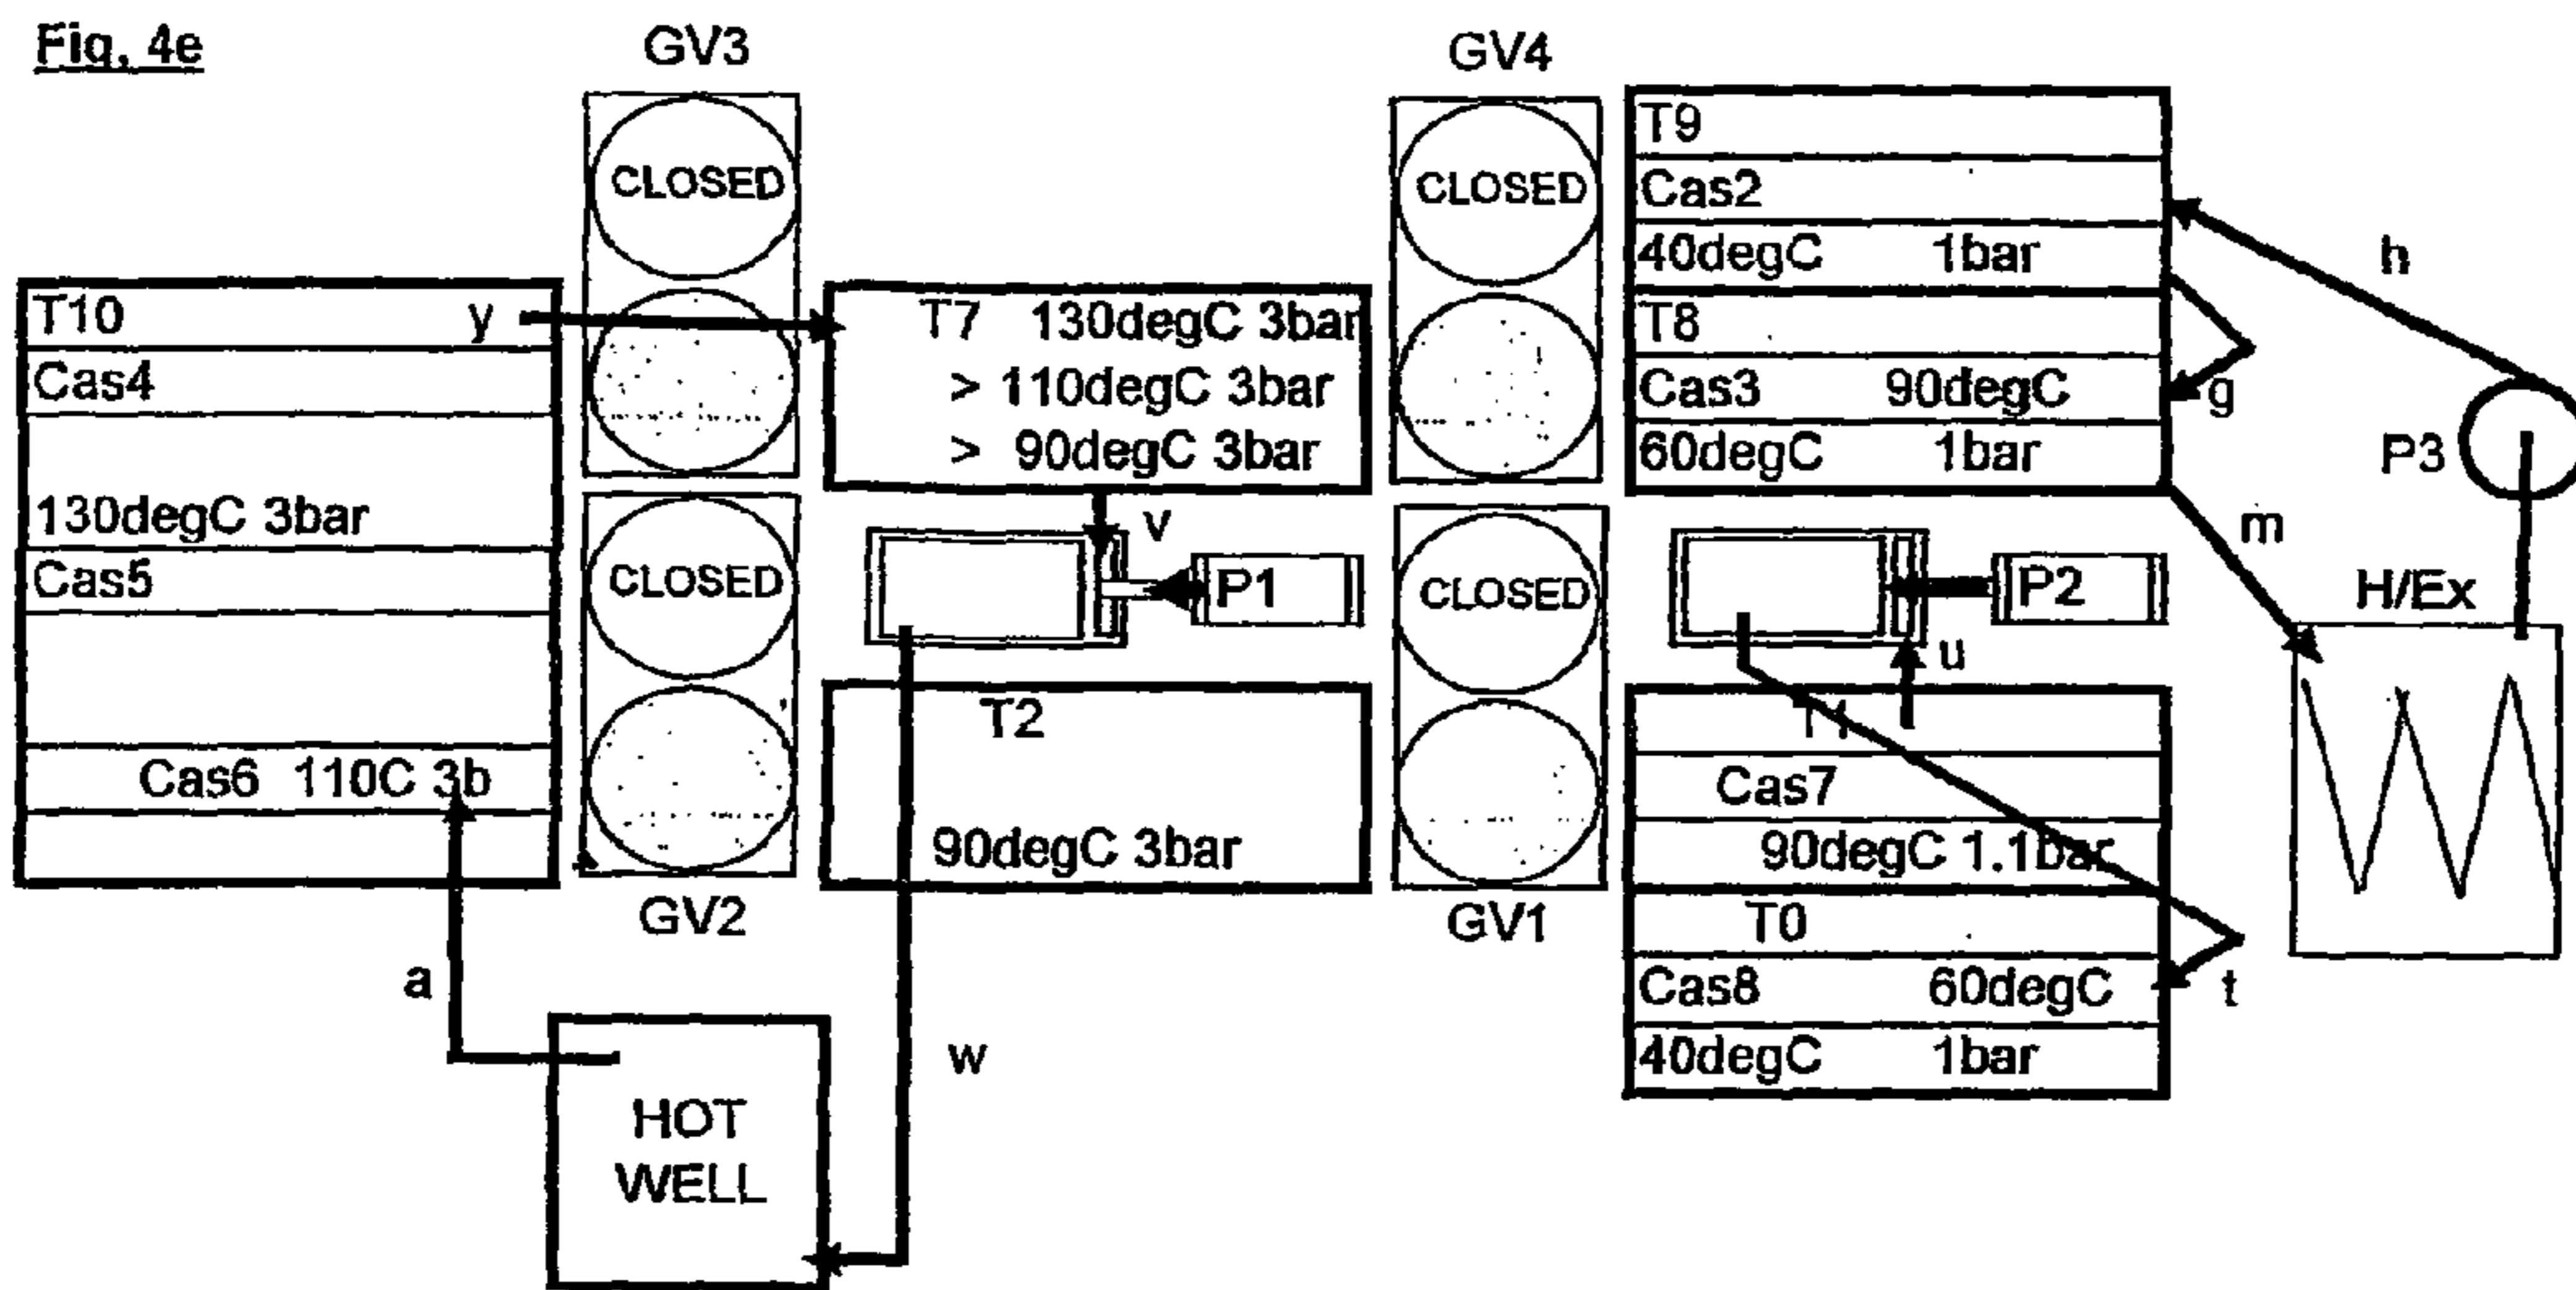 Fig. 4e
GV3
GV4
CLOSED
CLOSED
T9
Cas2
40degC 1bar
h
T10 y
Cas4
130degC 3bar
Cas5
Cas6 110C 3b
T7 130degC 3bar
> 110degC 3bar
> 90degC 3bar
T8
Cas3 90degC
60degC 1bar
g
P3
m
H/Ex
CLOSED
v
P1
CLOSED
P2
u
T2
90degC 3bar
T1
Cas7
90degC 1.1bar
T0
Cas8 60degC
40degC 1bar
t
GV2
GV1
a
w
HOT
WELL